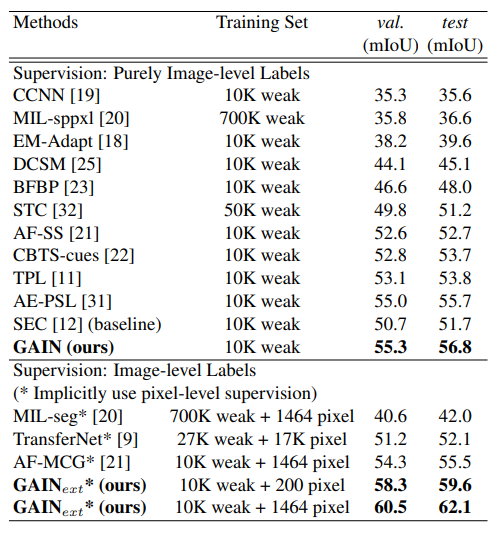 Methods Training Set val. test
(mIoU) (mIoU)
Supervision: Purely Image-level Labels
CCNN [19] 10K weak 35.3 35.6
MIL-sppxl [20] 700K weak 35.8 36.6
EM-Adapt [18] 10K weak 38.2 39.6
DCSM [25] 10K weak 44.1 45.1
BFBP [23] 10K weak 46.6 48.0
STC [32] 50K weak 49.8 51.2
AF-SS [21] 10K weak 52.6 52.7
CBTS-cues [22] 10K weak 52.8 53.7
TPL [11] 10K weak 53.1 53.8
AE-PSL [31] 10K weak 55.0 55.7
SEC [12] (baseline) 10K weak 50.7 51.7
GAIN (ours) 10K weak 55.3 56.8
Supervision: Image-level Labels
(* Implicitly use pixel-level supervision)
MIL-seg* [20] 700K weak + 1464 pixel 40.6 42.0
TransferNet* [9] 27K weak + 17K pixel 51.2 52.1
AF-MCG* [21] 10K weak + 1464 pixel 54.3 55.5
GAINext* (ours) 10K weak + 200 pixel 58.3 59.6
GAINext* (ours) 10K weak + 1464 pixel 60.5 62.1